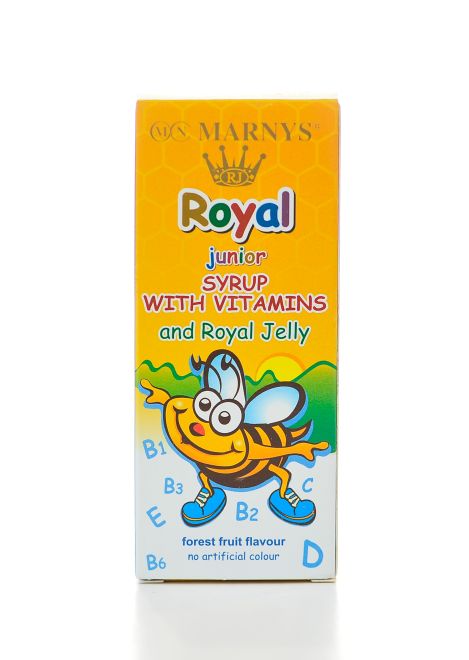 MN MARNYS®
RJ
Royal
junior
SYRUP
WITH VITAMINS
and Royal Jelly
B1
B3
C
E
B2
forest fruit flavour
no artificial colour
B6
D